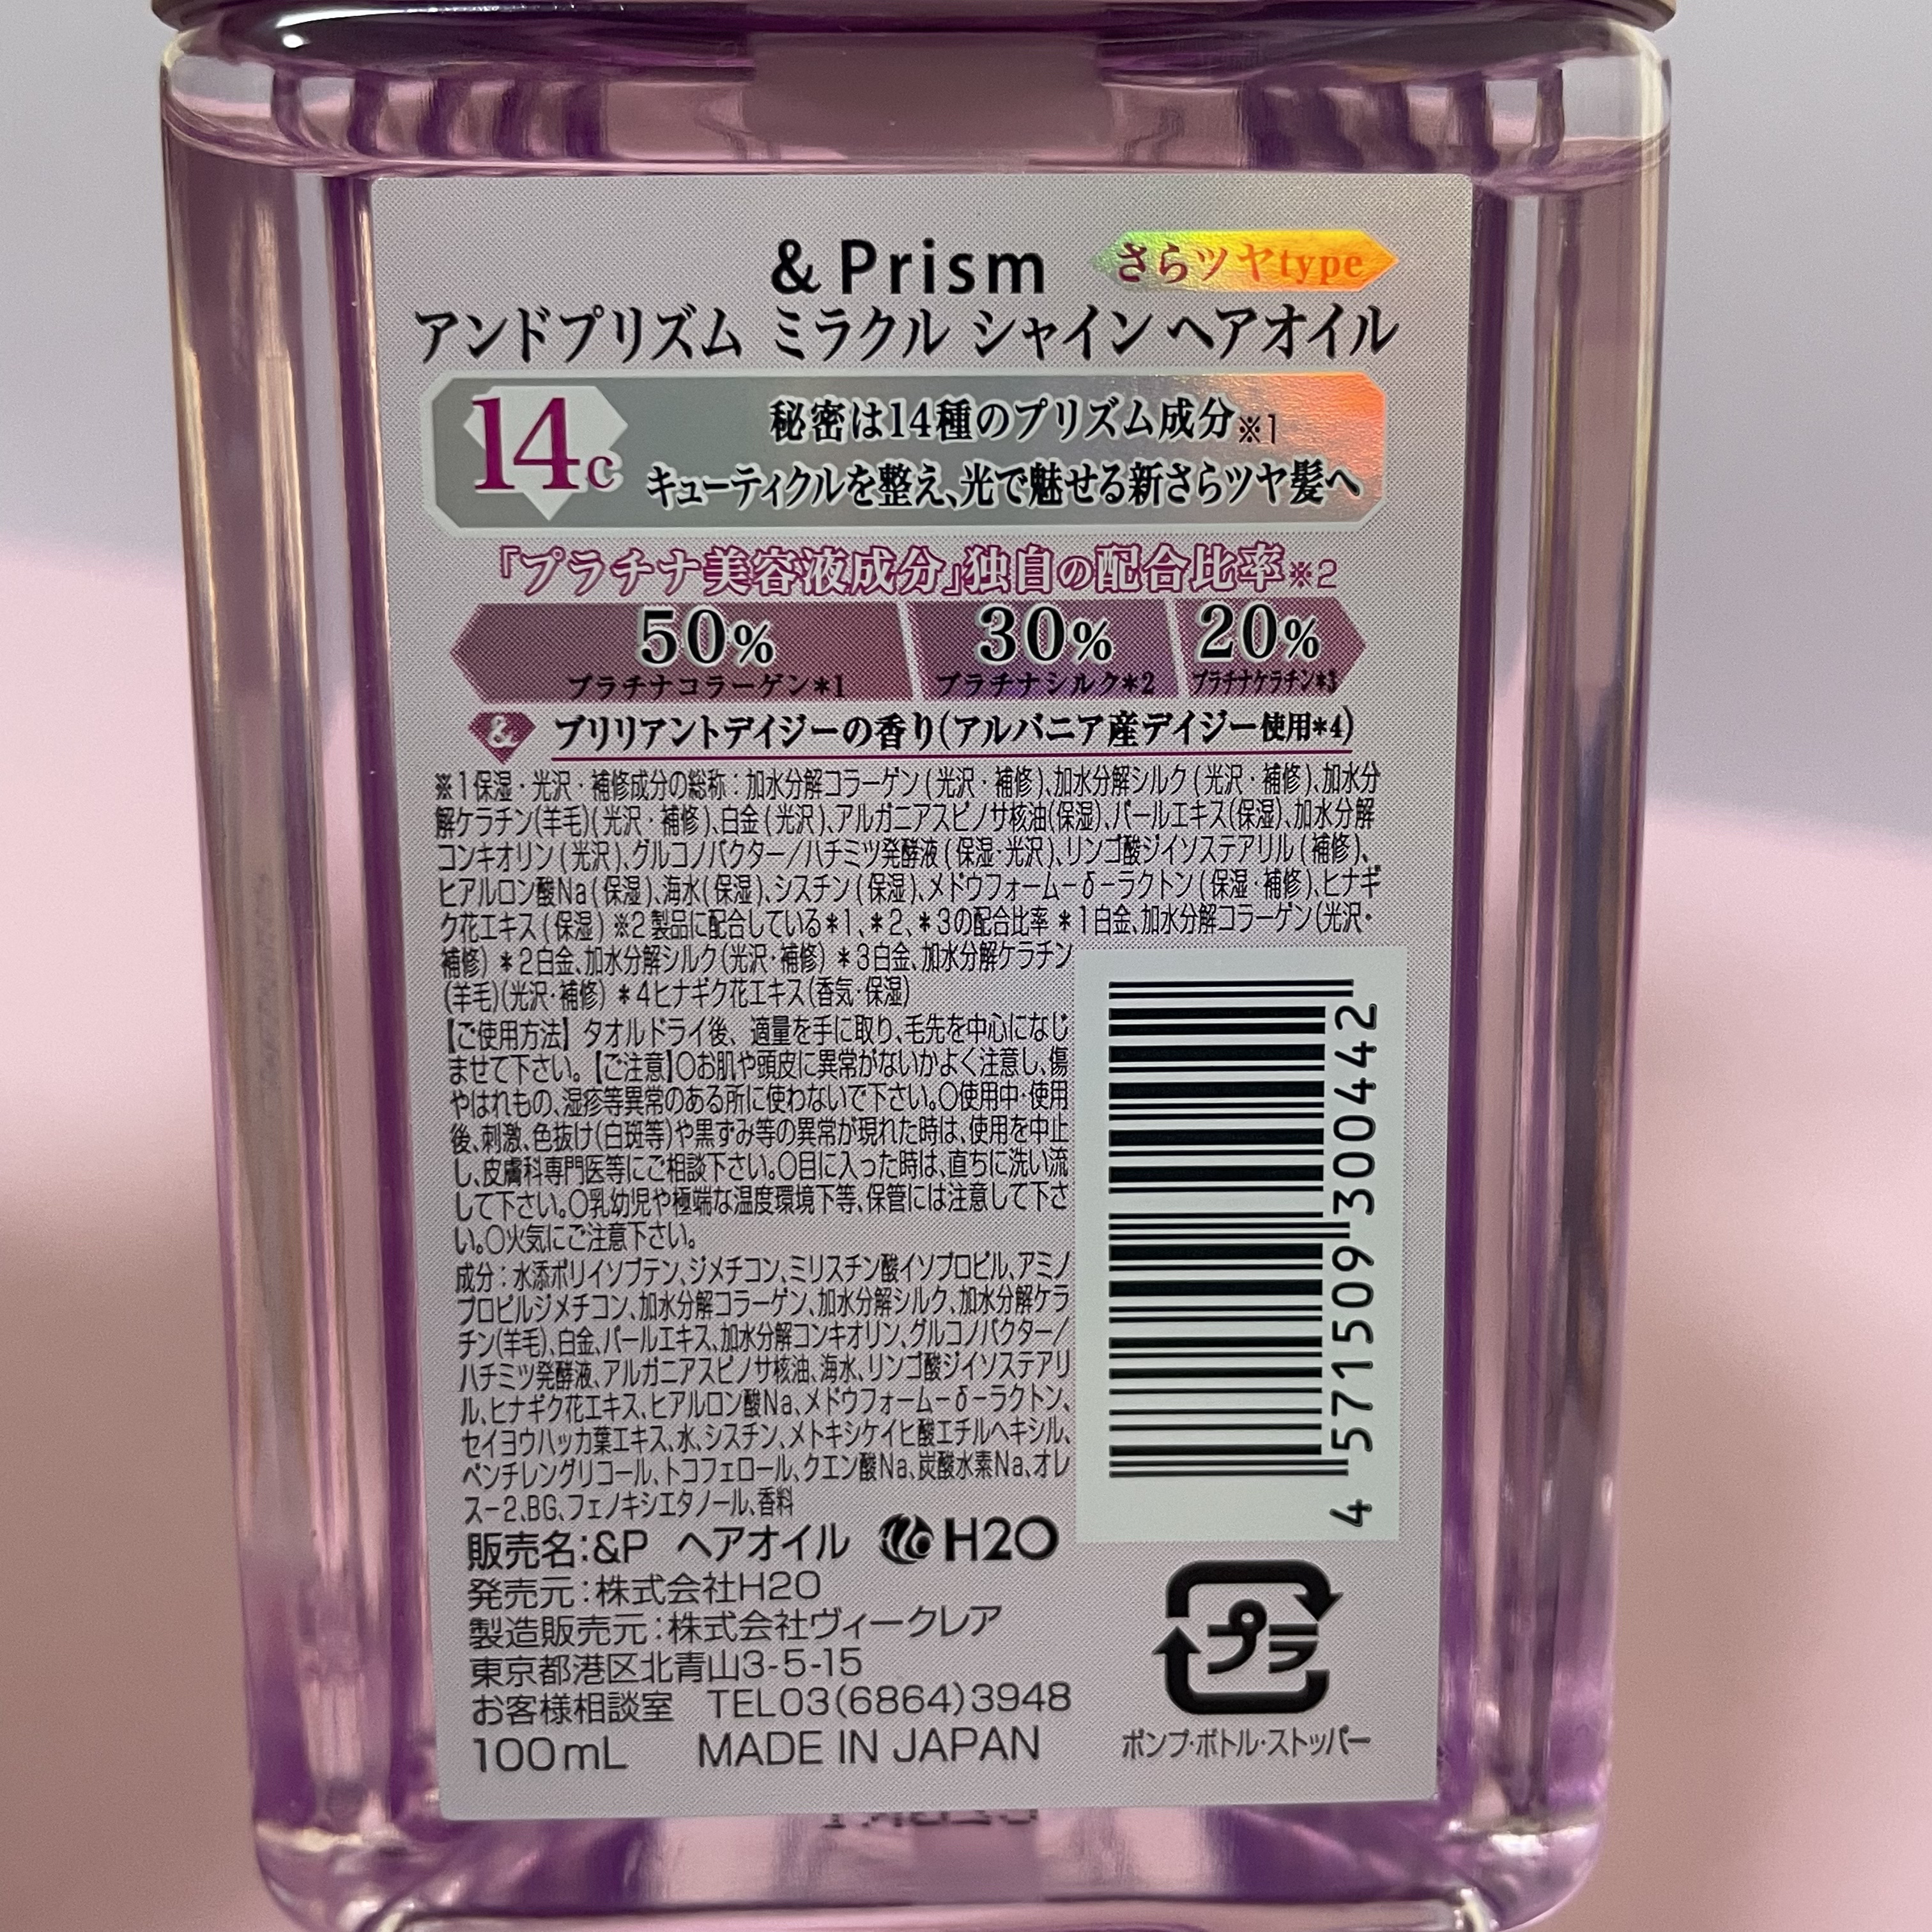 & Prism さらツヤtype
アンドプリズム ミラクル シャイン ヘアオイル
14c
秘密は14種のプリズム成分※1
キューティクルを整え、光で魅せる新さらツヤ髪へ
『プラチナ美容液成分』独自の配合比率※2
50% 30% 20%
プラチナコラーゲン*1 プラチナシルク*2 プラチナケラチン*3
& ブリリアントデイジーの香り(アルバニア産デイジー使用*4)
※1保湿・光沢・補修成分の総称:加水分解コラーゲン(光沢・補修)、加水分解シルク(光沢・補修)、加水分
解ケラチン(羊毛)(光沢・補修)、白金(光沢)、アルガニアスピノサ核油(保湿)、パールエキス(保湿)、加水分解
コンキオリン(光沢)、グルコノバクター/ハチミツ発酵液(保湿・光沢)、リンゴ酸ジイソステアリル(補修)、
ヒアルロン酸Na(保湿)、海水(保湿)、シスチン(保湿)、メドウフォーム-δ-ラクトン(保湿・補修)、ヒナギ
ク花エキス(保湿) ※2製品に配合している*1、*2、*3の配合比率 *1白金、加水分解コラーゲン(光沢・
補修) *2白金、加水分解シルク(光沢・補修) *3白金、加水分解ケラチン
(羊毛)(光沢・補修) *4ヒナギク花エキス(香気・保湿)
【ご使用方法】タオルドライ後、適量を手に取り、毛先を中心になじ
ませて下さい。【ご注意】○お肌や頭皮に異常がないかよく注意し、傷
やはれもの、湿疹等異常のある所に使わないで下さい。○使用中・使用
後、刺激、色抜け(白斑等)や黒ずみ等の異常が現れた時は、使用を中止
し、皮膚科専門医等にご相談下さい。○目に入った時は、直ちに洗い流
して下さい。○乳幼児や極端な温度環境下等、保管には注意して下さ
い。○火気にご注意下さい。
成分:水添ポリイソブテン、ジメチコン、ミリスチン酸イソプロピル、アミノ
プロピルジメチコン、加水分解コラーゲン、加水分解シルク、加水分解ケラ
チン(羊毛)、白金、パールエキス、加水分解コンキオリン、グルコノバクター/
ハチミツ発酵液、アルガニアスピノサ核油、海水、リンゴ酸ジイソステアリ
ル、ヒナギク花エキス、ヒアルロン酸Na、メドウフォーム-δ-ラクトン、
セイヨウハッカ葉エキス、水、シスチン、メトキシケイヒ酸エチルヘキシル、
ペンチレングリコール、トコフェロール、クエン酸Na、炭酸水素Na、オレ
ス-2、BG、フェノキシエタノール、香料
販売名:&P ヘアオイル H2O
発売元:株式会社H2O
製造販売元:株式会社ヴィークレア
東京都港区北青山3-5-15
お客様相談室 TEL03(6864)3948
100mL MADE IN JAPAN
4571509300442
プラ
ポンプ・ボトル・ストッパー